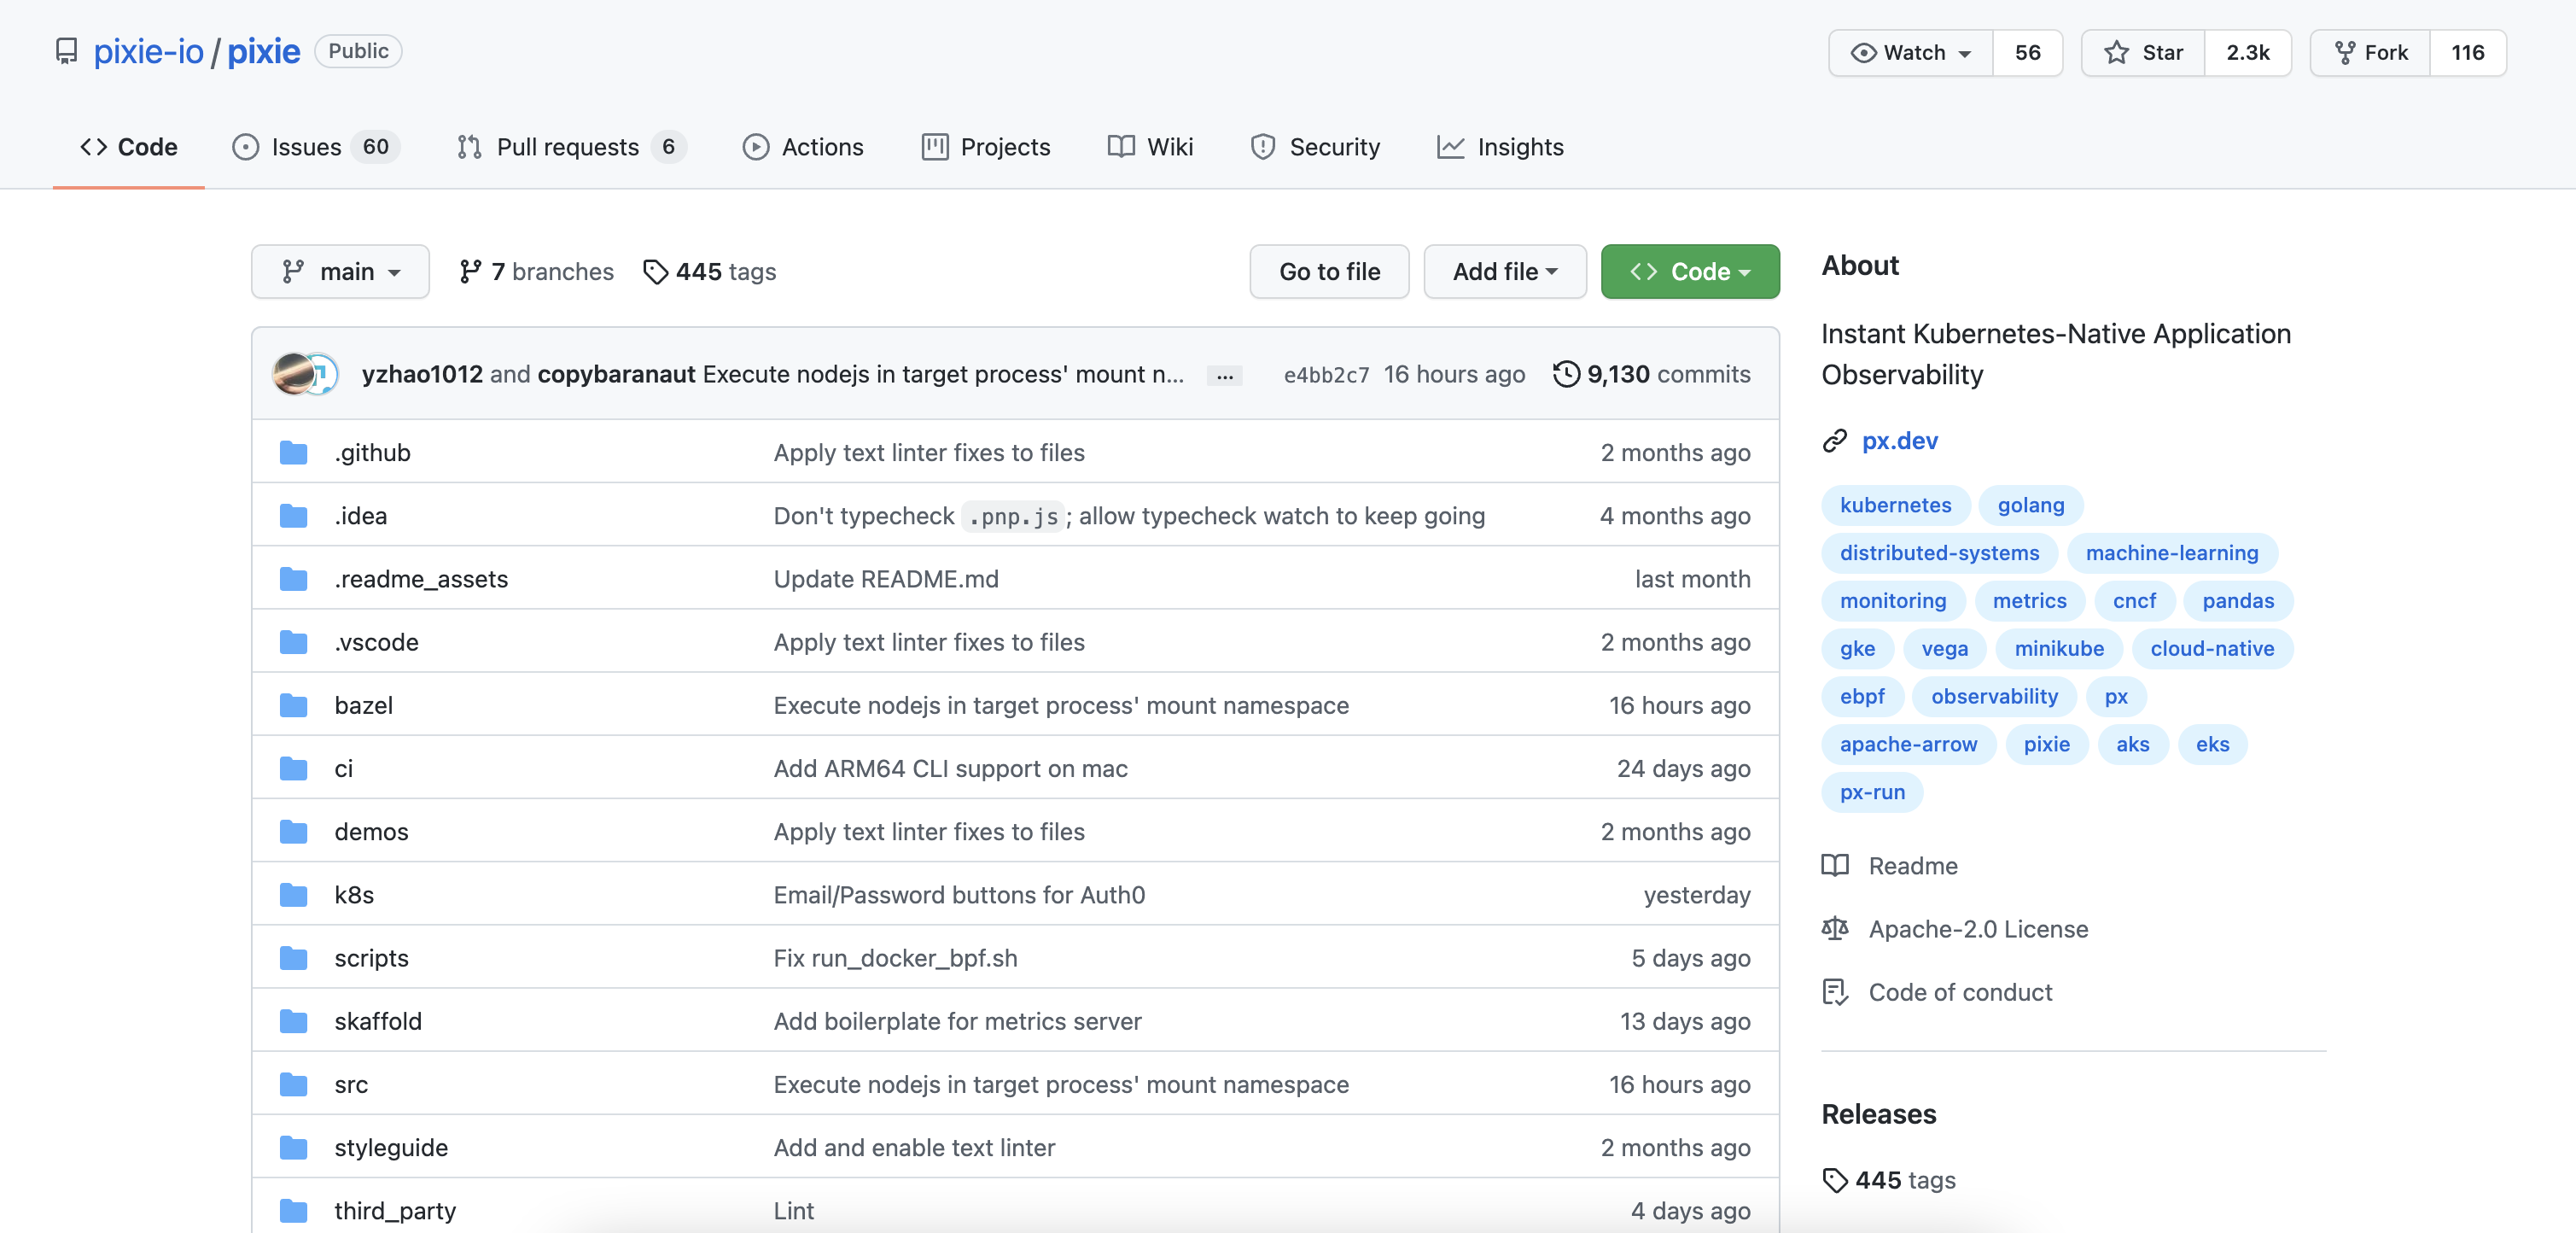 pixie-io / pixie Public
Watch 56 Star 2.3k Fork 116
Code Issues 60 Pull requests 6 Actions Projects Wiki Security Insights
main 7 branches 445 tags Go to file Add file Code
yzhao1012 and copybaranaut Execute nodejs in target process' mount n... ... e4bb2c7 16 hours ago 9,130 commits
.github Apply text linter fixes to files 2 months ago
.idea Don't typecheck .pnp.js; allow typecheck watch to keep going 4 months ago
.readme_assets Update README.md last month
.vscode Apply text linter fixes to files 2 months ago
bazel Execute nodejs in target process' mount namespace 16 hours ago
ci Add ARM64 CLI support on mac 24 days ago
demos Apply text linter fixes to files 2 months ago
k8s Email/Password buttons for Auth0 yesterday
scripts Fix run_docker_bpf.sh 5 days ago
skaffold Add boilerplate for metrics server 13 days ago
src Execute nodejs in target process' mount namespace 16 hours ago
styleguide Add and enable text linter 2 months ago
third_party Lint 4 days ago
About
Instant Kubernetes-Native Application
Observability
px.dev
kubernetes golang
distributed-systems machine-learning
monitoring metrics cncf pandas
gke vega minikube cloud-native
ebpf observability px
apache-arrow pixie aks eks
px-run
Readme
Apache-2.0 License
Code of conduct
Releases
445 tags